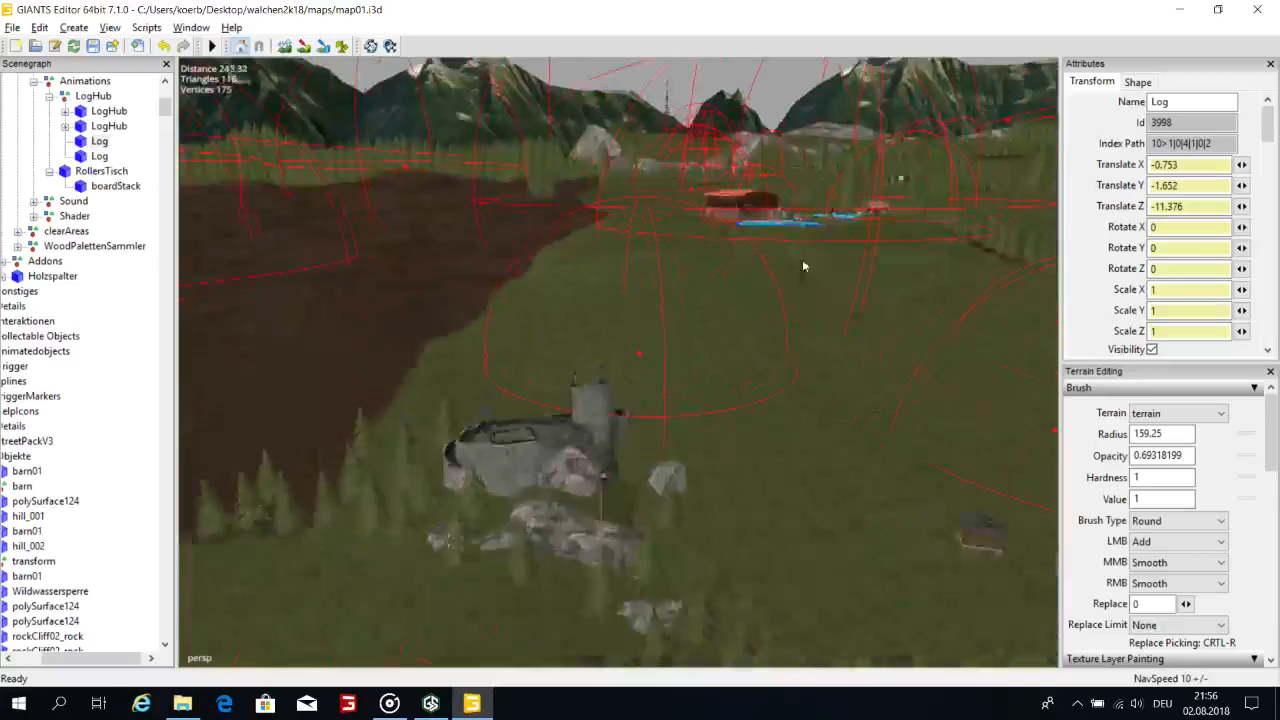 GIANTS Editor 64bit 7.1.0 - C:/Users/koerb/Desktop/walchen2k18/maps/map01.i3d
File Edit Create View Scripts Window Help
Scenegraph
Animations
LogHub
LogHub
LogHub
Log
Log
RollersTisch
boardStack
Sound
Shader
clearAreas
WoodPalettenSammler
Addons
Holzspalter
onstiges
etails
nteraktionen
ollectable Objects
nimatedobjects
rigger
plines
riggerMarkers
elpIcons
etails
treetPackV3
bjekte
barn01
barn
polySurface124
hill_001
barn01
hill_002
transform
barn01
Wildwassersperre
polySurface124
polySurface124
rockCliff02_rock
rockCliff02_rock
Distance 243.32
Triangles 116
Vertices 175
persp
Attributes
Transform Shape
Name Log
Id 3998
Index Path 10>1|0|4|1|0|2
Translate X -0.753
Translate Y -1.652
Translate Z -11.376
Rotate X 0
Rotate Y 0
Rotate Z 0
Scale X 1
Scale Y 1
Scale Z 1
Visibility
Terrain Editing
Brush
Terrain terrain
Radius 159.25
Opacity 0.69318199
Hardness 1
Value 1
Brush Type Round
LMB Add
MMB Smooth
RMB Smooth
Replace 0
Replace Limit None
Replace Picking: CRTL-R
Texture Layer Painting
Ready
NavSpeed 10 +/-
DEU
21:56
02.08.2018